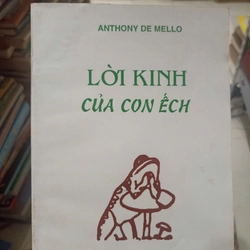 ANTHONY DE MELLO
LỜI KINH
CỦA CON ẾCH